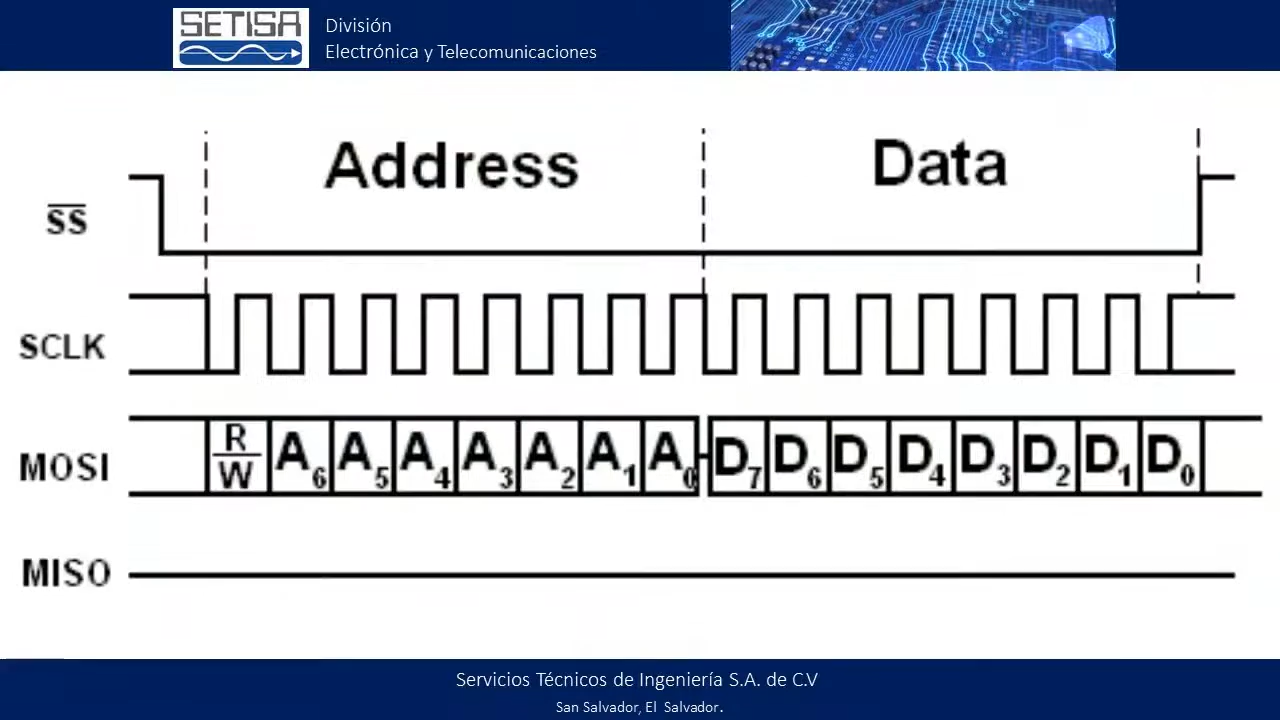 SETISA
División
Electrónica y Telecomunicaciones
Address
Data
SS
SCLK
MOSI
R/W A6 A5 A4 A3 A2 A1 A0 D7 D6 D5 D4 D3 D2 D1 D0
MISO
Servicios Técnicos de Ingeniería S.A. de C.V
San Salvador, El Salvador.